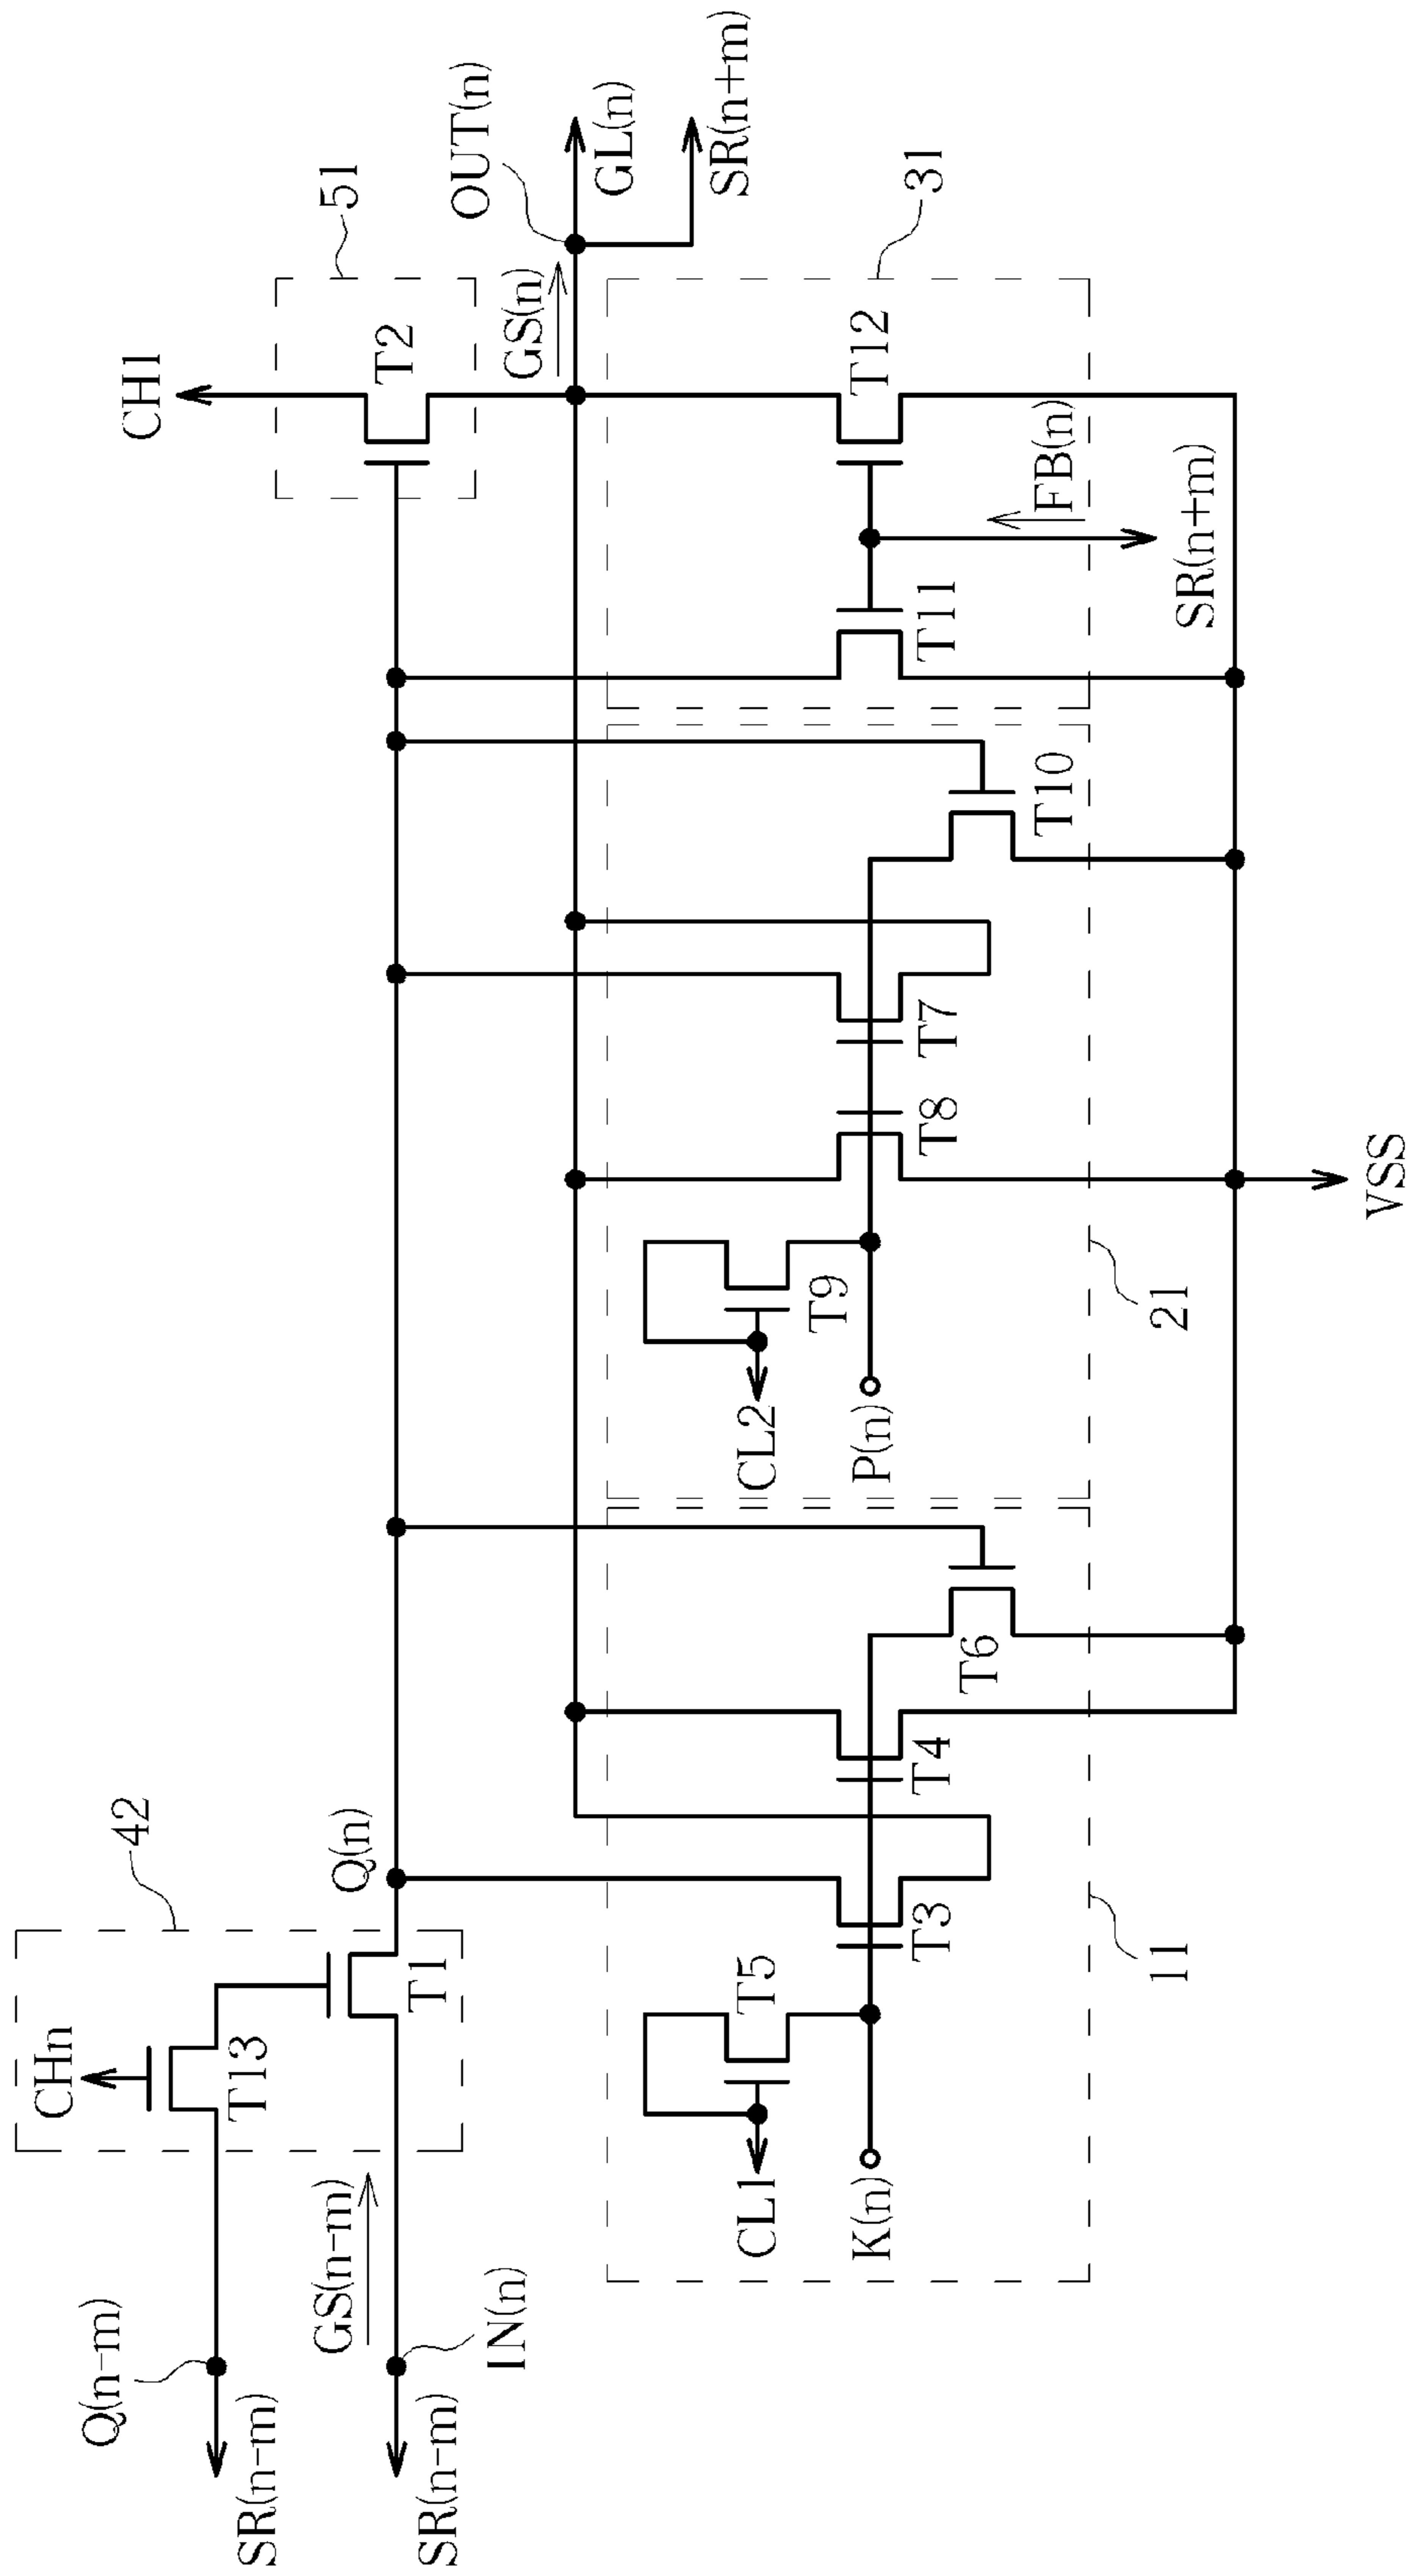 CHn
42
Q(n-m)
SR(n-m)
T13
CH1
51
T1
GS(n-m)
Q(n)
T2
OUT(n)
SR(n-m)
IN(n)
GS(n)
GL(n)
SR(n+m)
CL1
T5
CL2
T9
K(n)
T3
T4
P(n)
T8
T7
T11
T12
31
T6
T10
FB(n)
11
21
SR(n+m)
VSS